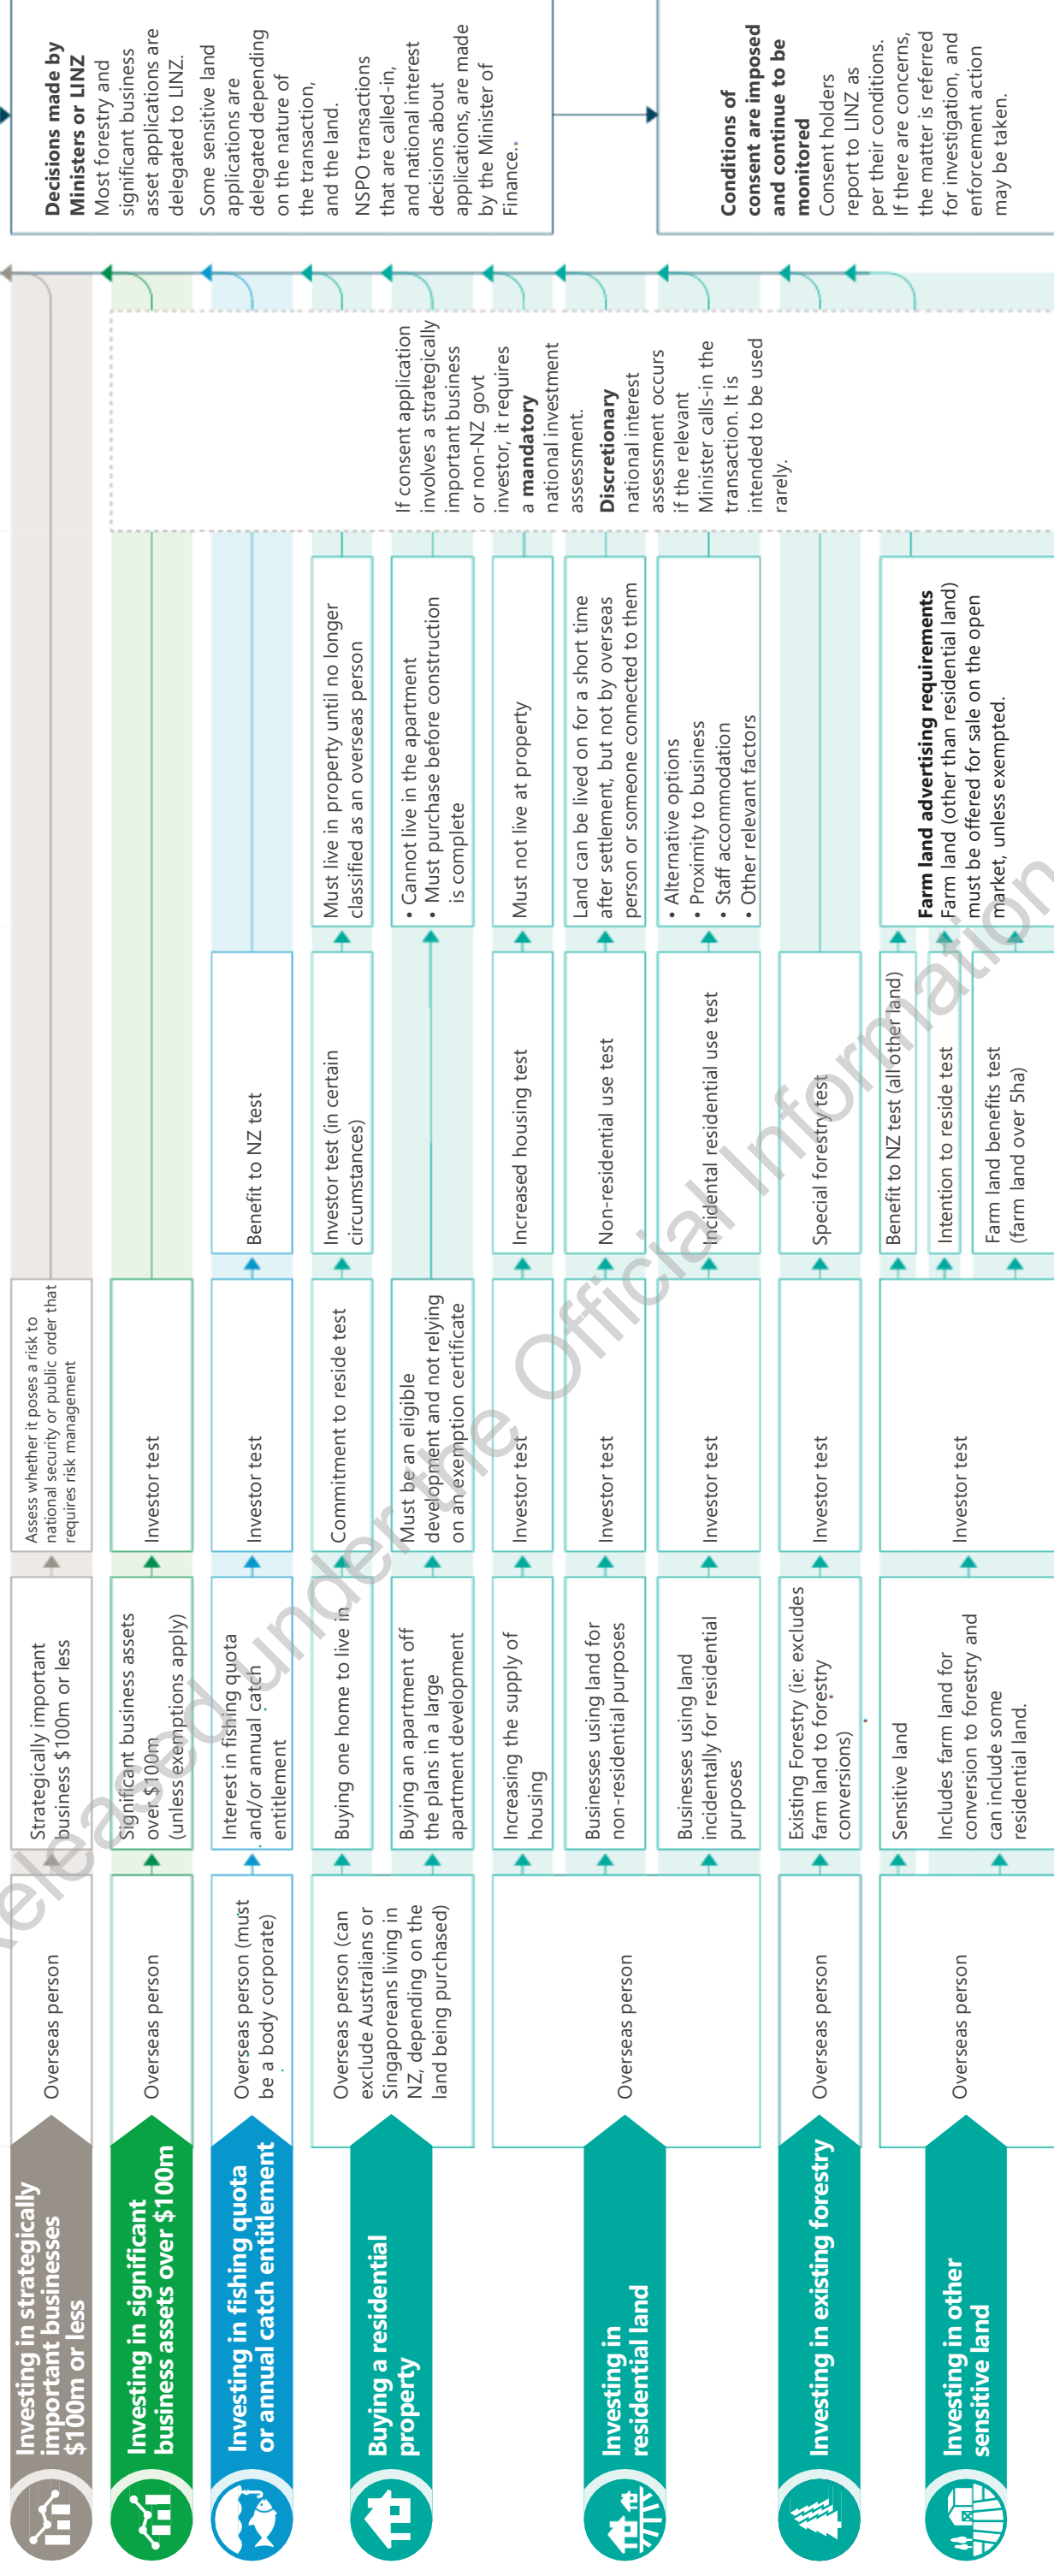 Investing in strategically
important businesses
$100m or less
Overseas person
Strategically important
business $100m or less
Assess whether it poses a risk to
national security or public order that
requires risk management
Investing in significant
business assets over $100m
Overseas person
Significant business assets
over $100m
(unless exemptions apply)
Investor test
Investing in fishing quota
or annual catch entitlement
Overseas person (must
be a body corporate)
Interest in fishing quota
and/or annual catch
entitlement
Investor test
Benefit to NZ test
Buying a residential
property
Overseas person (can
exclude Australians or
Singaporeans living in
NZ, depending on the
land being purchased)
Buying one home to live in
Commitment to reside test
Investor test (in certain
circumstances)
Must live in property until no longer
classified as an overseas person
Buying an apartment off
the plans in a large
apartment development
Must be an eligible
development and not relying
on an exemption certificate
• Cannot live in the apartment
• Must purchase before construction
is complete
Investing in
residential land
Overseas person
Increasing the supply of
housing
Investor test
Increased housing test
Must not live at property
Businesses using land for
non-residential purposes
Investor test
Non-residential use test
Land can be lived on for a short time
after settlement, but not by overseas
person or someone connected to them
Businesses using land
incidentally for residential
purposes
Investor test
Incidental residential use test
• Alternative options
• Proximity to business
• Staff accommodation
• Other relevant factors
Investing in existing forestry
Overseas person
Existing Forestry (ie: excludes
farm land to forestry
conversions)
Investor test
Special forestry test
Investing in other
sensitive land
Overseas person
Sensitive land
Includes farm land for
conversion to forestry and
can include some
residential land.
Investor test
Benefit to NZ test (all other land)
Intention to reside test
Farm land benefits test
(farm land over 5ha)
Farm land advertising requirements
Farm land (other than residential land)
must be offered for sale on the open
market, unless exempted.
If consent application
involves a strategically
important business
or non-NZ govt
investor, it requires
a mandatory
national investment
assessment.
Discretionary
national interest
assessment occurs
if the relevant
Minister calls-in the
transaction. It is
intended to be used
rarely.
Decisions made by
Ministers or LINZ
Most forestry and
significant business
asset applications are
delegated to LINZ.
Some sensitive land
applications are
delegated depending
on the nature of
the transaction,
and the land.
NSPO transactions
that are called-in,
and national interest
decisions about
applications, are made
by the Minister of
Finance..
Conditions of
consent are imposed
and continue to be
monitored
Consent holders
report to LINZ as
per their conditions.
If there are concerns,
the matter is referred
for investigation, and
enforcement action
may be taken.
Released under the Official Information